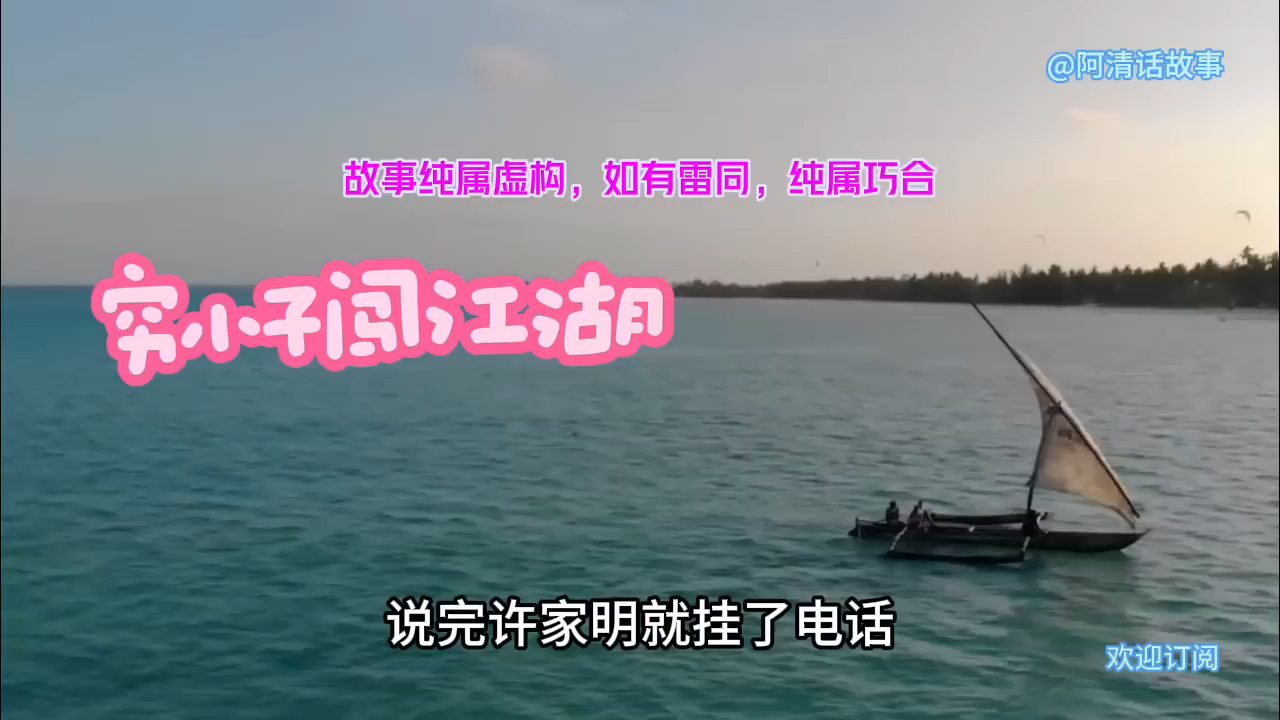 @阿清话故事
故事纯属虚构，如有雷同，纯属巧合
穷小子闯江湖
说完许家明就挂了电话
欢迎订阅